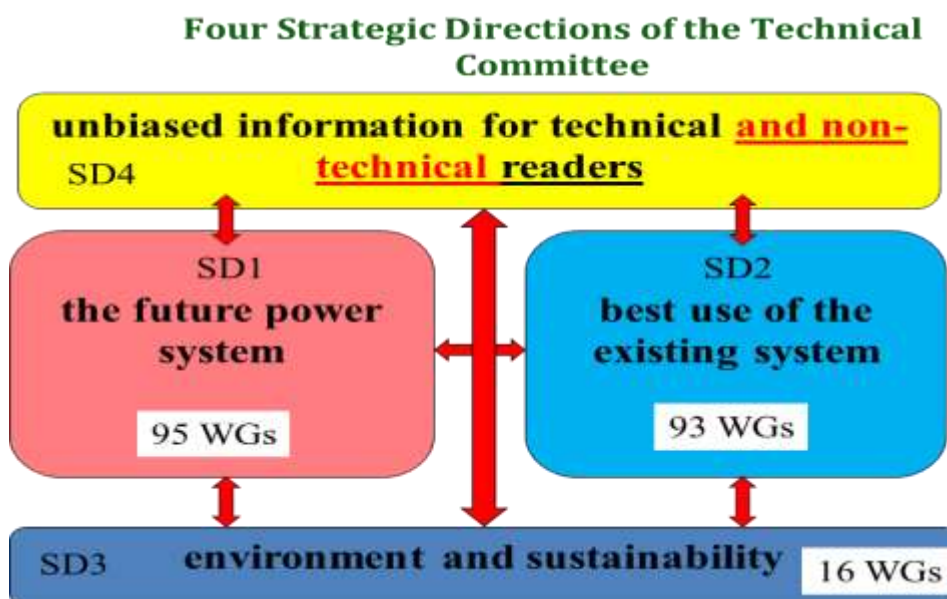 Four Strategic Directions of the Technical
Committee
unbiased information for technical and non-
technical readers
SD4
SD1
the future power
system
95 WGs
SD2
best use of the
existing system
93 WGs
SD3
environment and sustainability
16 WGs